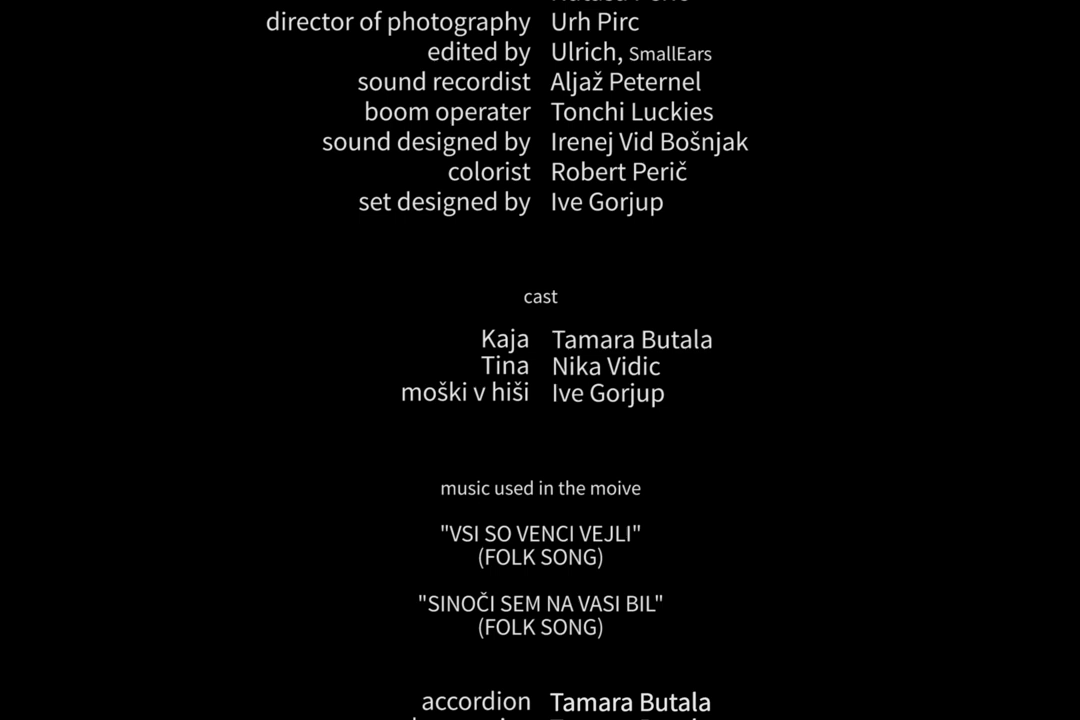 director of photography Urh Pirc
edited by Ulrich, SmallEars
sound recordist Aljaž Peternel
boom operater Tonchi Luckies
sound designed by Irenej Vid Bošnjak
colorist Robert Perič
set designed by Ive Gorjup
cast
Kaja Tamara Butala
Tina Nika Vidic
moški v hiši Ive Gorjup
music used in the moive
"VSI SO VENCI VEJLI"
(FOLK SONG)
"SINOČI SEM NA VASI BIL"
(FOLK SONG)
accordion Tamara Butala